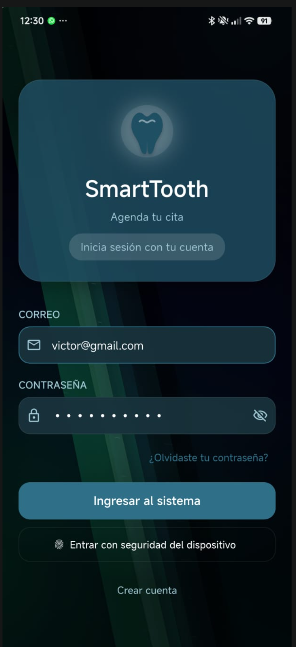 12:30
91
SmartTooth
Agenda tu cita
Inicia sesión con tu cuenta
CORREO
victor@gmail.com
CONTRASEÑA
¿Olvidaste tu contraseña?
Ingresar al sistema
Entrar con seguridad del dispositivo
Crear cuenta